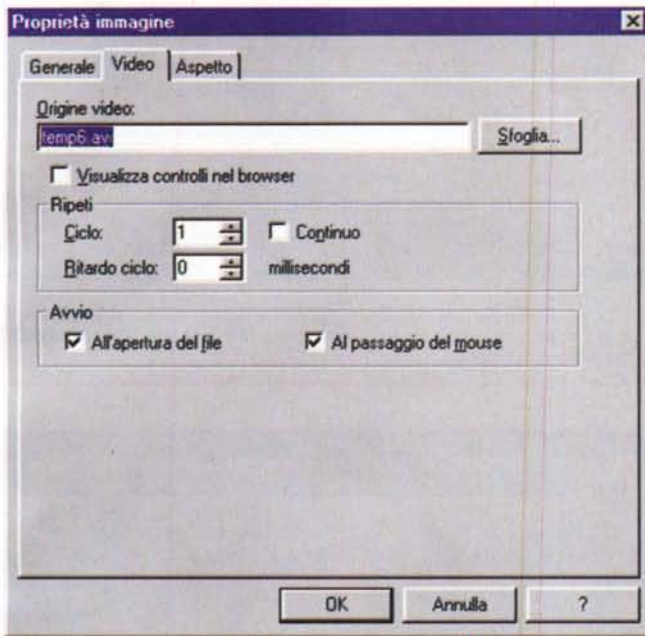 Proprietà immagine
Generale Video Aspetto
Origine video:
temp6.avi Sfoglia...
Visualizza controlli nel browser
Ripeti
Ciclo: 1 Continuo
Ritardo ciclo: 0 millisecondi
Avvio
All'apertura del file Al passaggio del mouse
OK Annulla ?